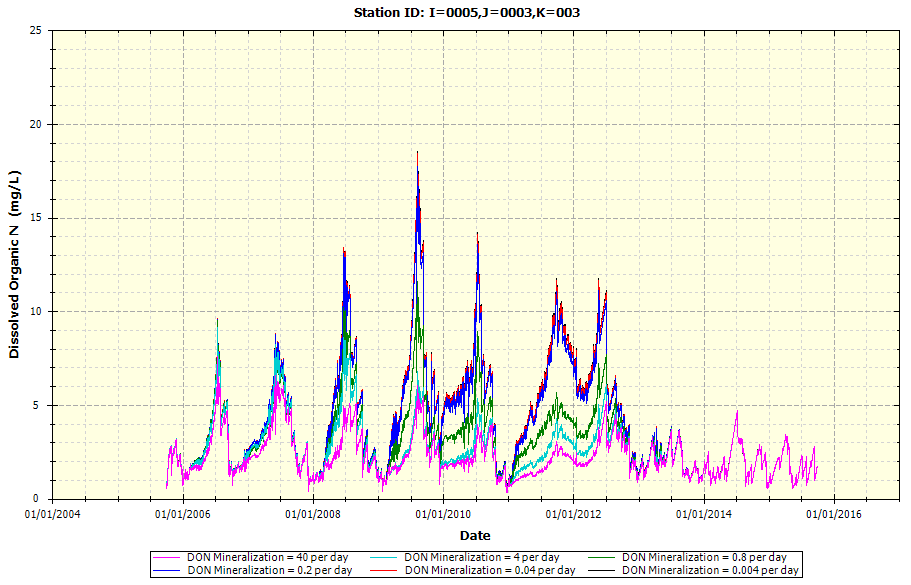 Station ID: I=0005,J=0003,K=003
25
20
15
10
5
0
Dissolved Organic N (mg/L)
01/01/2004 01/01/2006 01/01/2008 01/01/2010 01/01/2012 01/01/2014 01/01/2016
Date
DON Mineralization = 40 per day DON Mineralization = 4 per day DON Mineralization = 0.8 per day
DON Mineralization = 0.2 per day DON Mineralization = 0.04 per day DON Mineralization = 0.004 per day